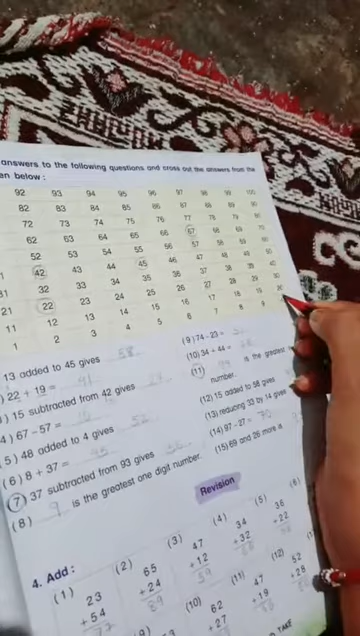 answers to the following questions and cross out the answers from the
en below :
92 93 94 95 96 97 98 99 100
82 83 84 85 86 87 88 89 90
72 73 74 75 76 77 78 79 80
62 63 64 65 66 67 68 69 70
52 53 54 55 56 57 58 59 60
42 43 44 45 46 47 48 49 50
31 32 33 34 35 36 37 38 39 40
21 22 23 24 25 26 27 28 29 30
11 12 13 14 15 16 17 18 19 20
1 2 3 4 5 6 7 8 9
13 added to 45 gives 58
) 22 + 19 = 41
) 15 subtracted from 42 gives 27
4) 67 - 57 = 10
5) 48 added to 4 gives 52
(6) 8 + 37 = 45
(7) 37 subtracted from 93 gives 56
(8) 9 is the greatest one digit number.
(9) 74 - 23 =
(10) 34 + 44 =
(11) is the greatest
number.
(12) 15 added to 58 gives
(13) reducing 33 by 14 gives
(14) 97 - 27 = 70
(15) 69 and 26 more is
Revision
4. Add :
(1) 23 + 54 77
(2) 65 + 24 89
(3) 47 + 12 59
(4) 34 + 32
(5) 36 + 22
(6)
(9)
(10) 62 + 27
(11) 47 + 19
(12) 52 + 28
TAKE